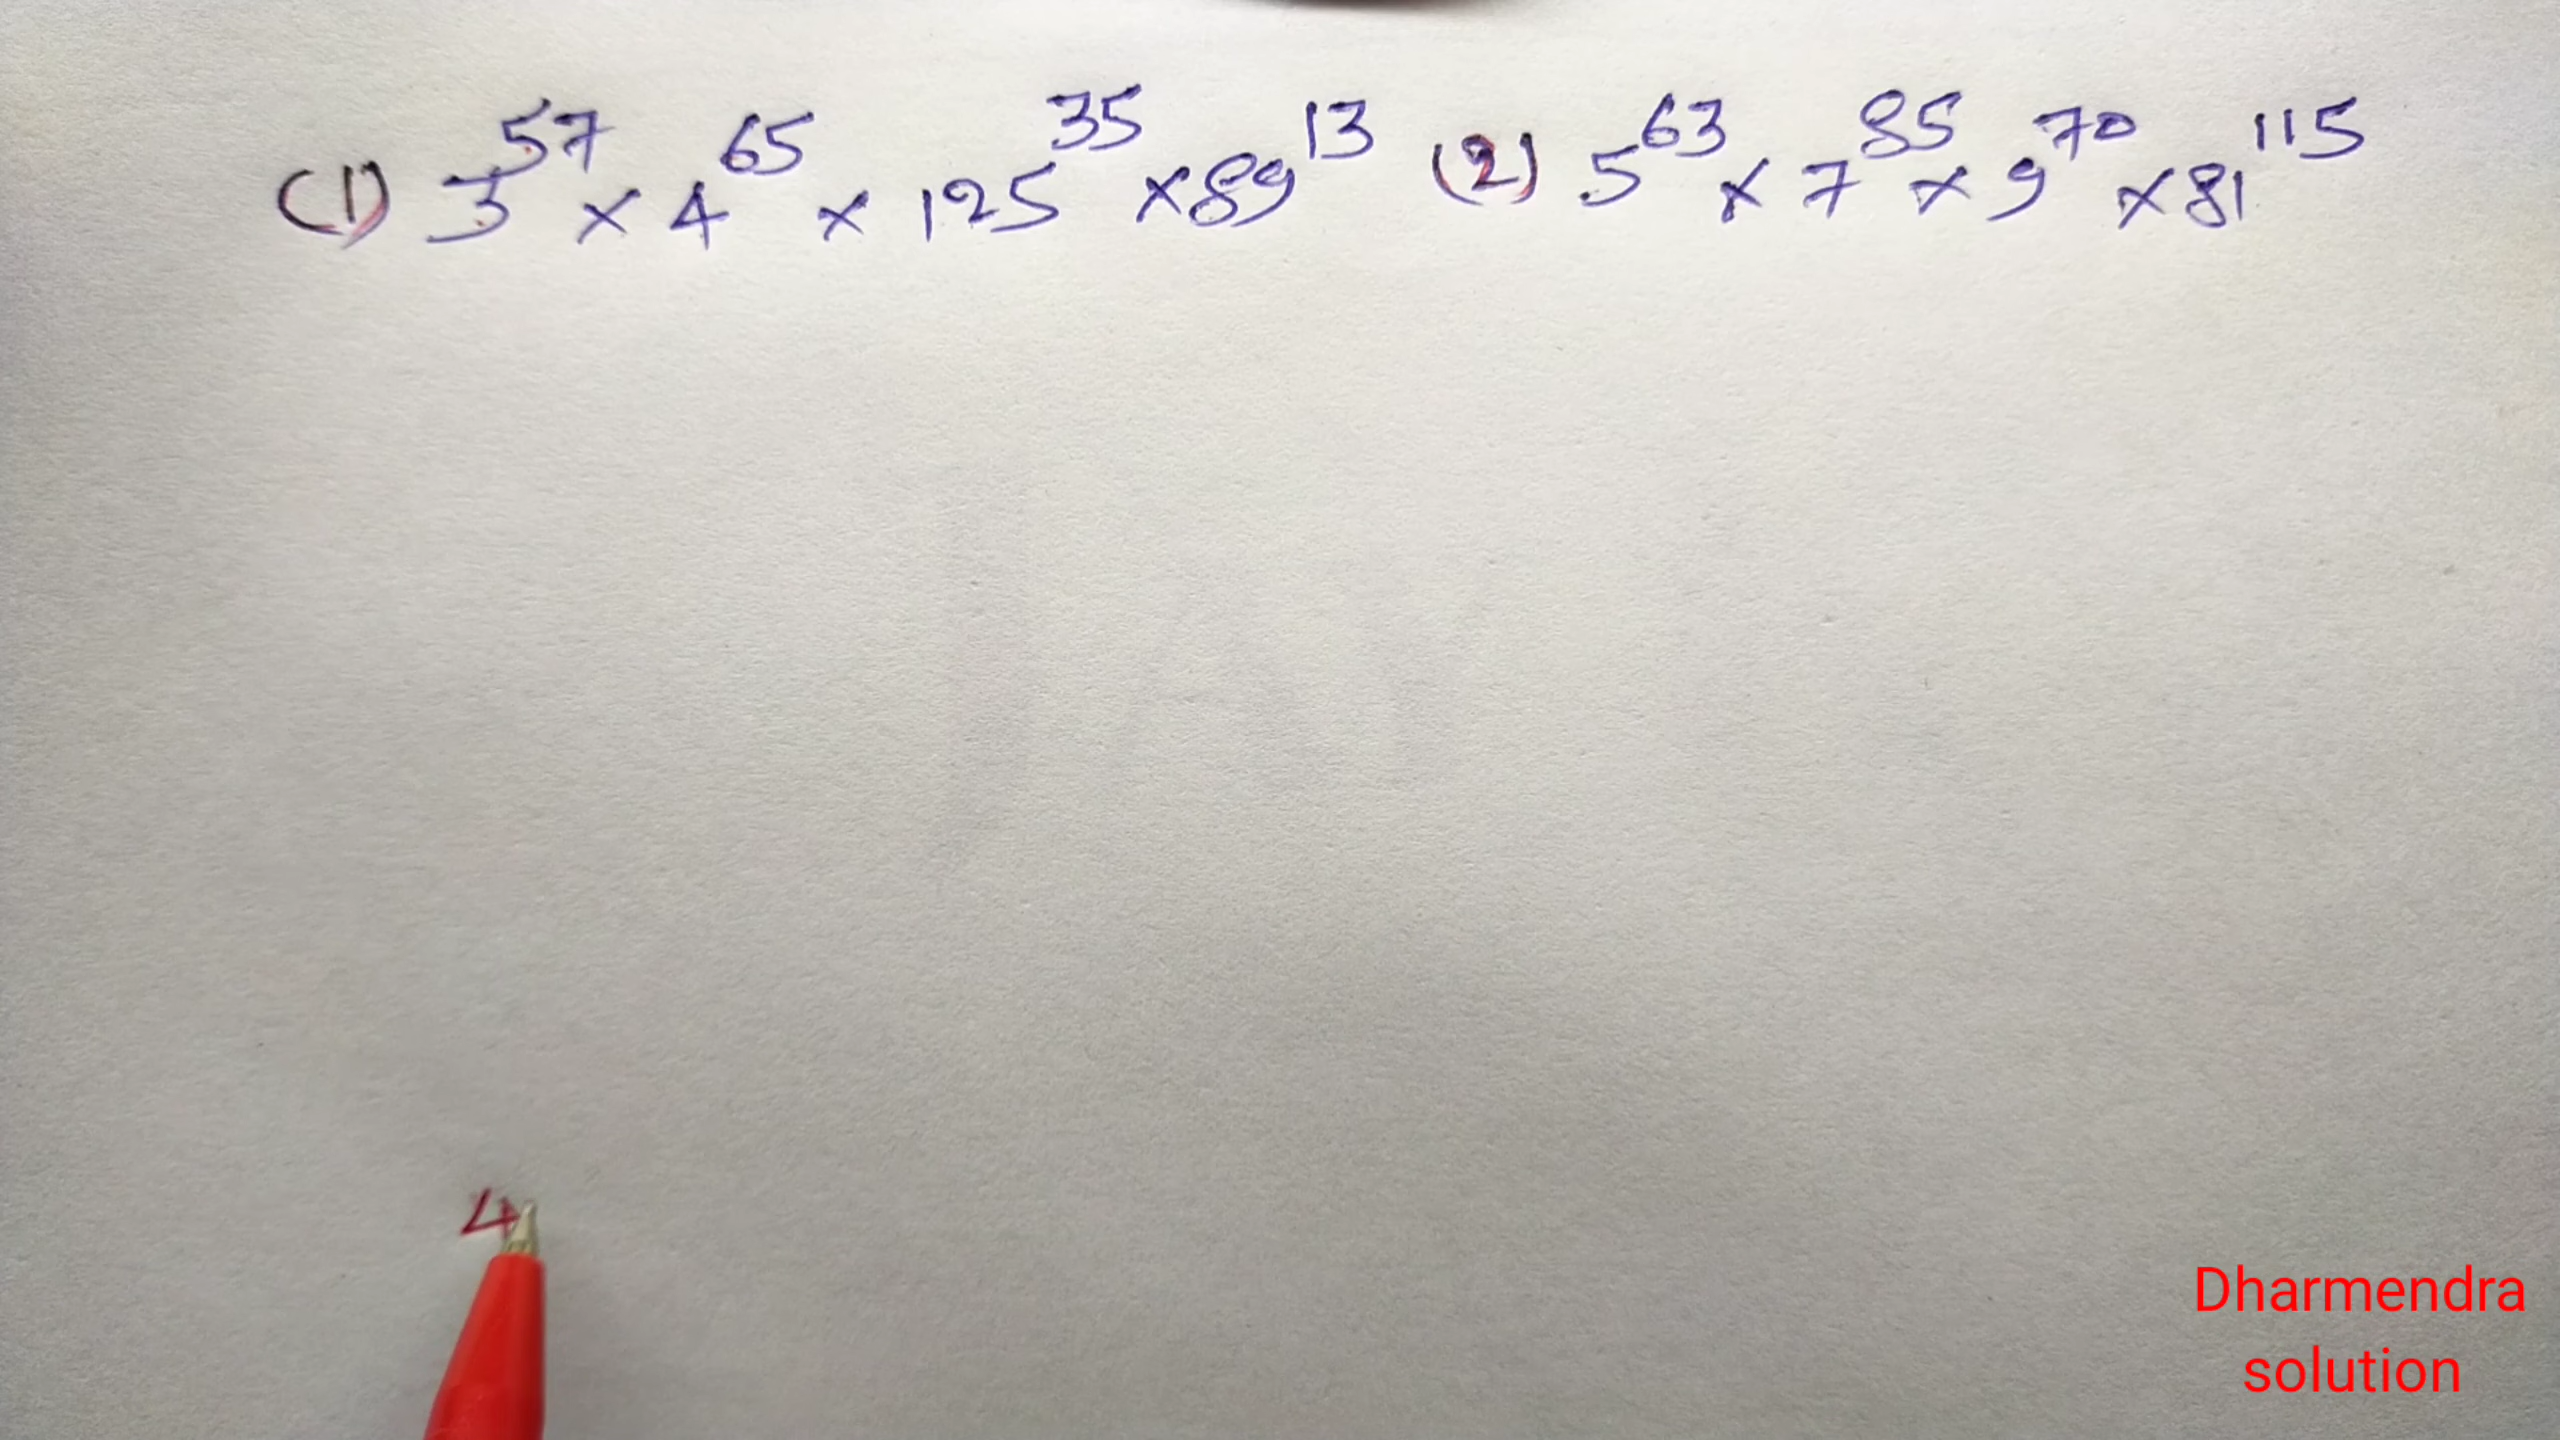 (1) 3^57 × 4^65 × 125^35 × 89^13 (2) 5^63 × 7^85 × 9^70 × 81^115
4
Dharmendra
solution